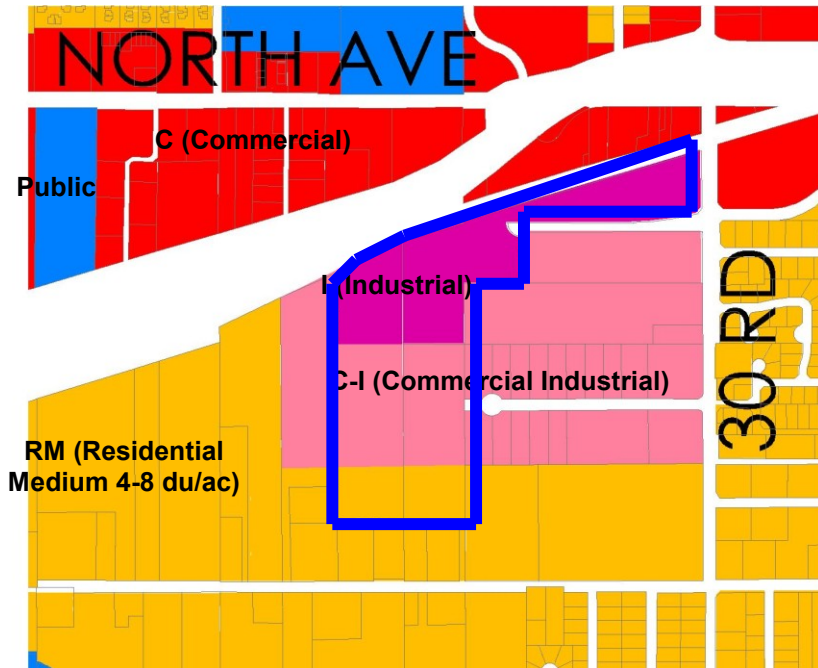 NORTH AVE
C (Commercial)
Public
I (Industrial)
C-I (Commercial Industrial)
30 RD
RM (Residential
Medium 4-8 du/ac)